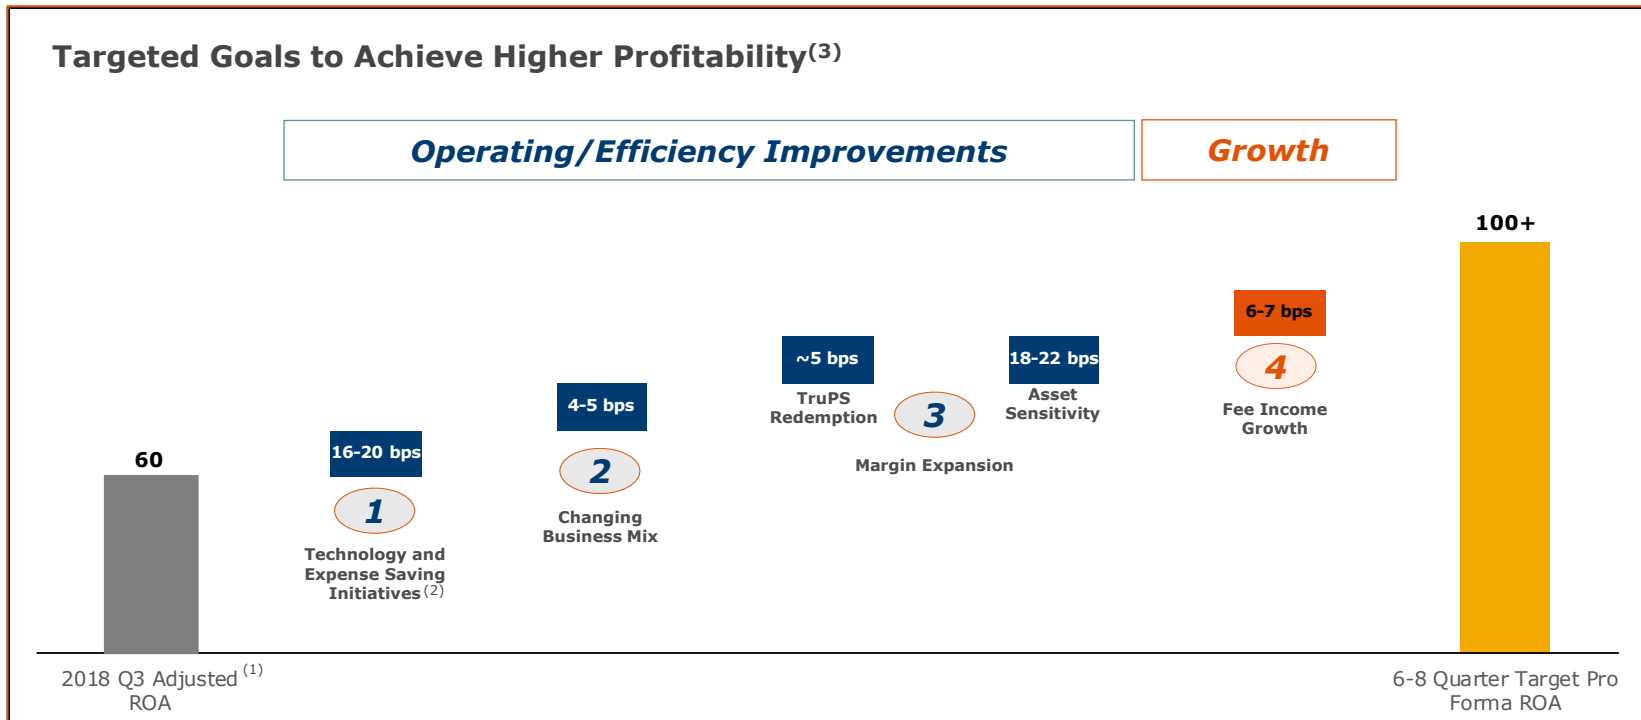 Targeted Goals to Achieve Higher Profitability(3)
Operating/Efficiency Improvements
Growth
60
16-20 bps
1
Technology and
Expense Saving
Initiatives(2)
4-5 bps
2
Changing
Business Mix
~5 bps
TruPS
Redemption
3
18-22 bps
Asset
Sensitivity
Margin Expansion
6-7 bps
4
Fee Income
Growth
100+
2018 Q3 Adjusted (1)
ROA
6-8 Quarter Target Pro
Forma ROA